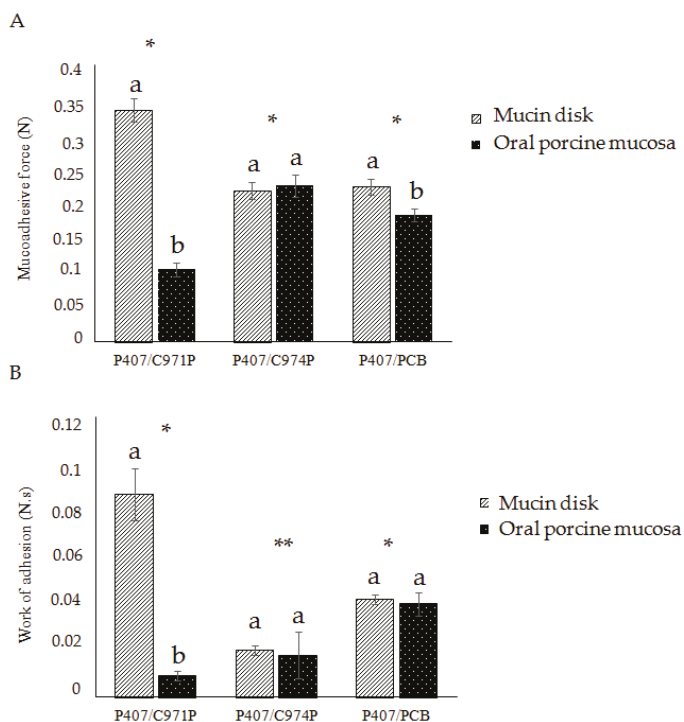 A
Mucoadhesive force (N)
0.4
0.35
0.3
0.25
0.2
0.15
0.1
0.05
0
*
a
b
*
a
a
*
a
b
Mucin disk
Oral porcine mucosa
P407/C971P
P407/C974P
P407/PCB
B
Work of adhesion (N.s)
0.12
0.1
0.08
0.06
0.04
0.02
0
*
a
b
**
a
a
*
a
a
Mucin disk
Oral porcine mucosa
P407/C971P
P407/C974P
P407/PCB